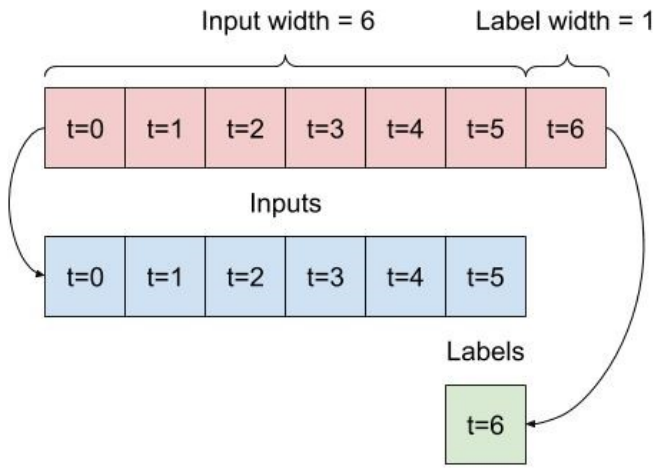 Input width = 6 Label width = 1
t=0 t=1 t=2 t=3 t=4 t=5 t=6
Inputs
t=0 t=1 t=2 t=3 t=4 t=5
Labels
t=6